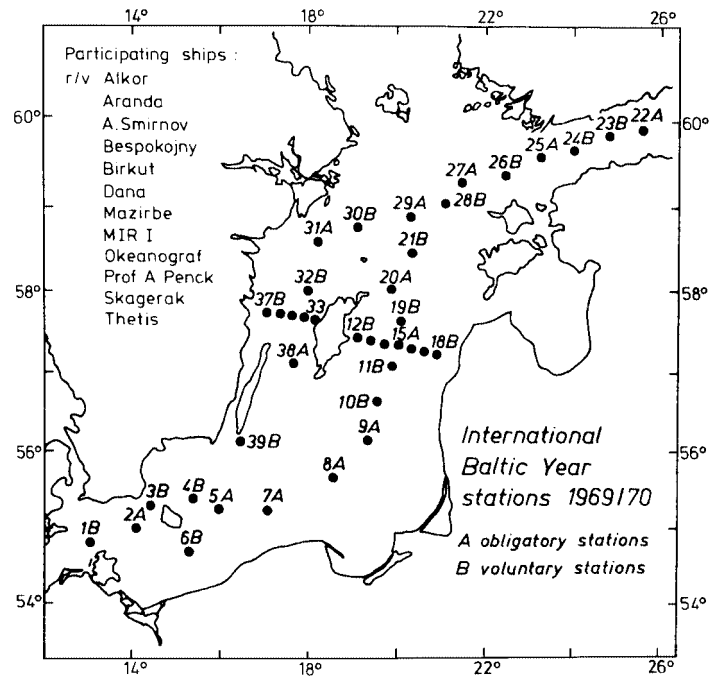 14° 18° 22° 26°
Participating ships :
r/v Alkor
Aranda
A.Smirnov
Bespokojny
Birkut
Dana
Mazirbe
MIR I
Okeanograf
Prof A Penck
Skagerak
Thetis
60° 60°
22A
23B
24B
25A
26B
27A
28B
29A
30B
31A
21B
58° 58°
32B
20A
37B
33
19B
12B
15A
18B
38A
11B
10B
9A
56° 56°
39B
8A
International
Baltic Year
stations 1969/70
A obligatory stations
B voluntary stations
3B
4B
5A
7A
1B
2A
6B
54° 54°
14° 18° 22° 26°